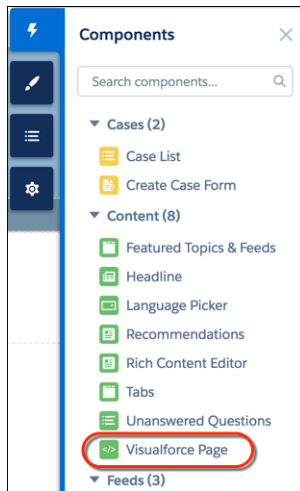 Components
Search components...
Cases (2)
Case List
Create Case Form
Content (8)
Featured Topics & Feeds
Headline
Language Picker
Recommendations
Rich Content Editor
Tabs
Unanswered Questions
</> Visualforce Page
Feeds (3)